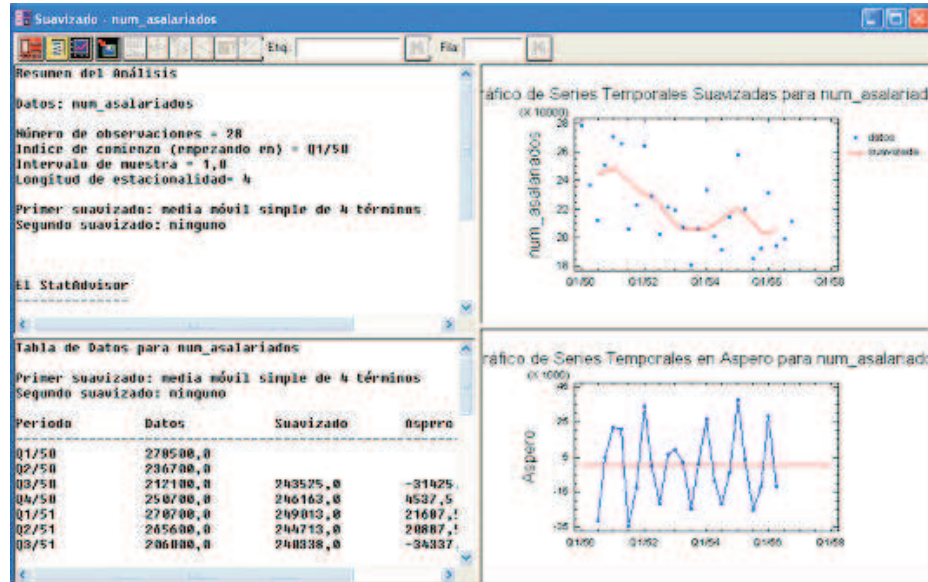 Suavizado - num_asalariados
Etiq: Fila:
Resumen del Análisis
Datos: num_asalariados
Número de observaciones = 28
Indice de comienzo (empezando en) = Q1/50
Intervalo de muestra = 1,0
Longitud de estacionalidad= 4
Primer suavizado: media móvil simple de 4 términos
Segundo suavizado: ninguno
El StatAdvisor
---------------
Tabla de Datos para num_asalariados
Primer suavizado: media móvil simple de 4 términos
Segundo suavizado: ninguno
Periodo Datos Suavizado Aspero
Q1/50 278500,0
Q2/50 236700,0
Q3/50 212100,0 243525,0 -31425,
Q4/50 250700,0 246163,0 4537,5
Q1/51 270700,0 249013,0 21687,5
Q2/51 265600,0 244713,0 20887,5
Q3/51 206000,0 240338,0 -34337,
ráfico de Series Temporales Suavizadas para num_asalariad
(X 10000)
28
26
24
22
20
18
num_asalariados
Q1/50 Q1/52 Q1/54 Q1/56 Q1/58
datos
suavizada
ráfico de Series Temporales en Aspero para num_asalariado
(X 1000)
45
25
5
-15
-35
Aspero
Q1/50 Q1/52 Q1/54 Q1/56 Q1/58